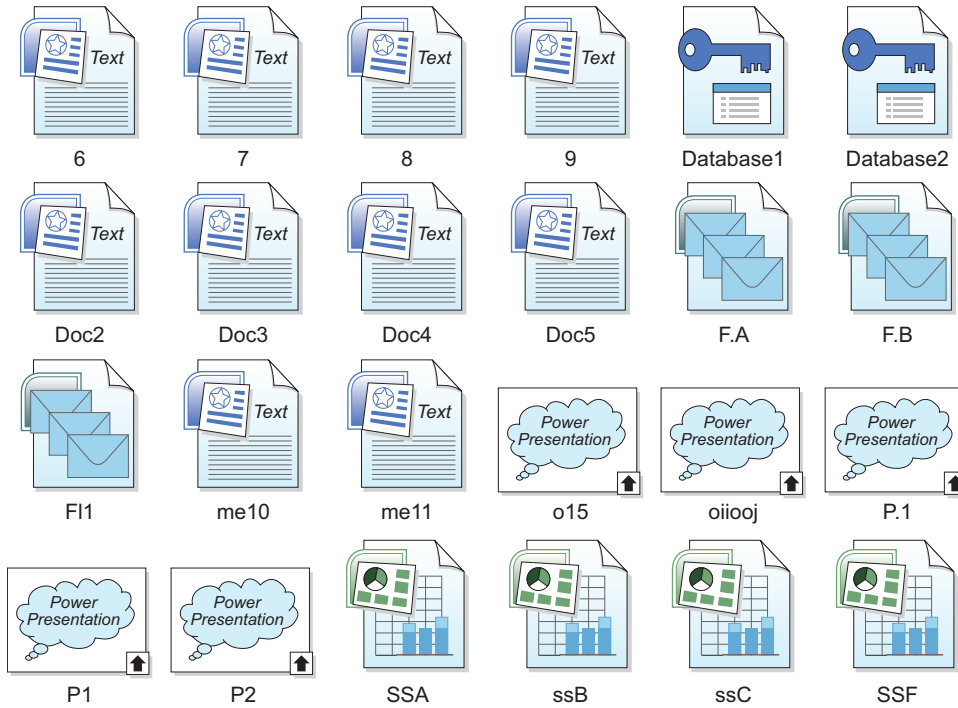 Text Text Text Text
6 7 8 9 Database1 Database2
Text Text Text Text
Doc2 Doc3 Doc4 Doc5 F.A F.B
Text Text
Power Power Power
Presentation Presentation Presentation
Fl1 me10 me11 o15 oiiooj P.1
Power Power
Presentation Presentation
P1 P2 SSA ssB ssC SSF